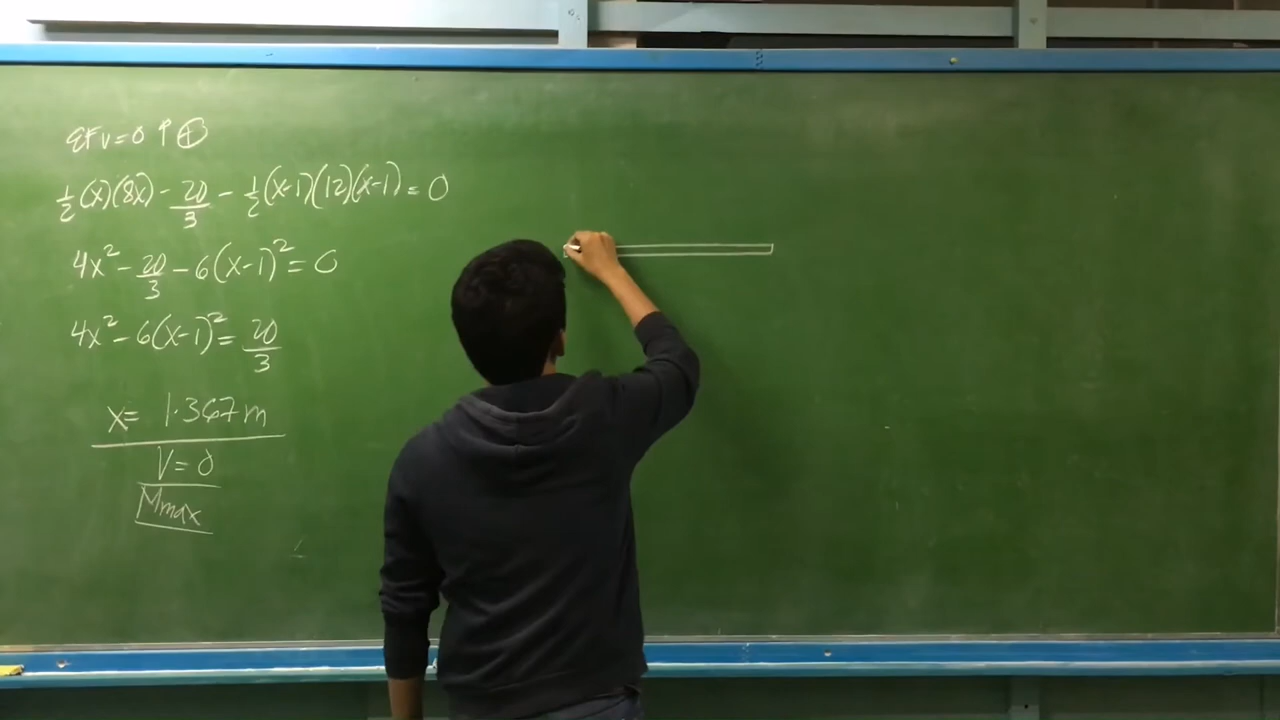 ΣFv=0 ↑⊕
1/2(x)(8x) - 20/3 - 1/2(x-1)(12)(x-1) = 0
4x² - 20/3 - 6(x-1)² = 0
4x² - 6(x-1)² = 20/3
x= 1.367m
V=0
Mmax